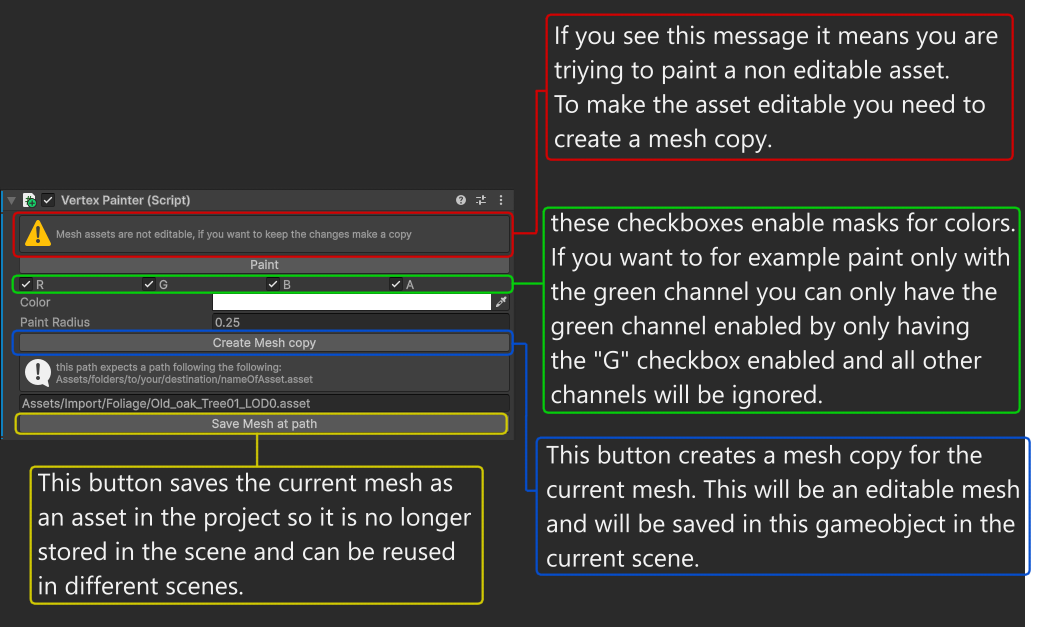 If you see this message it means you are
triying to paint a non editable asset.
To make the asset editable you need to
create a mesh copy.
Vertex Painter (Script)
Mesh assets are not editable, if you want to keep the changes make a copy
Paint
R G B A
Color
Paint Radius 0.25
Create Mesh copy
this path expects a path following the following:
Assets/folders/to/your/destination/nameOfAsset.asset
Assets/Import/Foliage/Old_oak_Tree01_LOD0.asset
Save Mesh at path
these checkboxes enable masks for colors.
If you want to for example paint only with
the green channel you can only have the
green channel enabled by only having
the "G" checkbox enabled and all other
channels will be ignored.
This button creates a mesh copy for the
current mesh. This will be an editable mesh
and will be saved in this gameobject in the
current scene.
This button saves the current mesh as
an asset in the project so it is no longer
stored in the scene and can be reused
in different scenes.